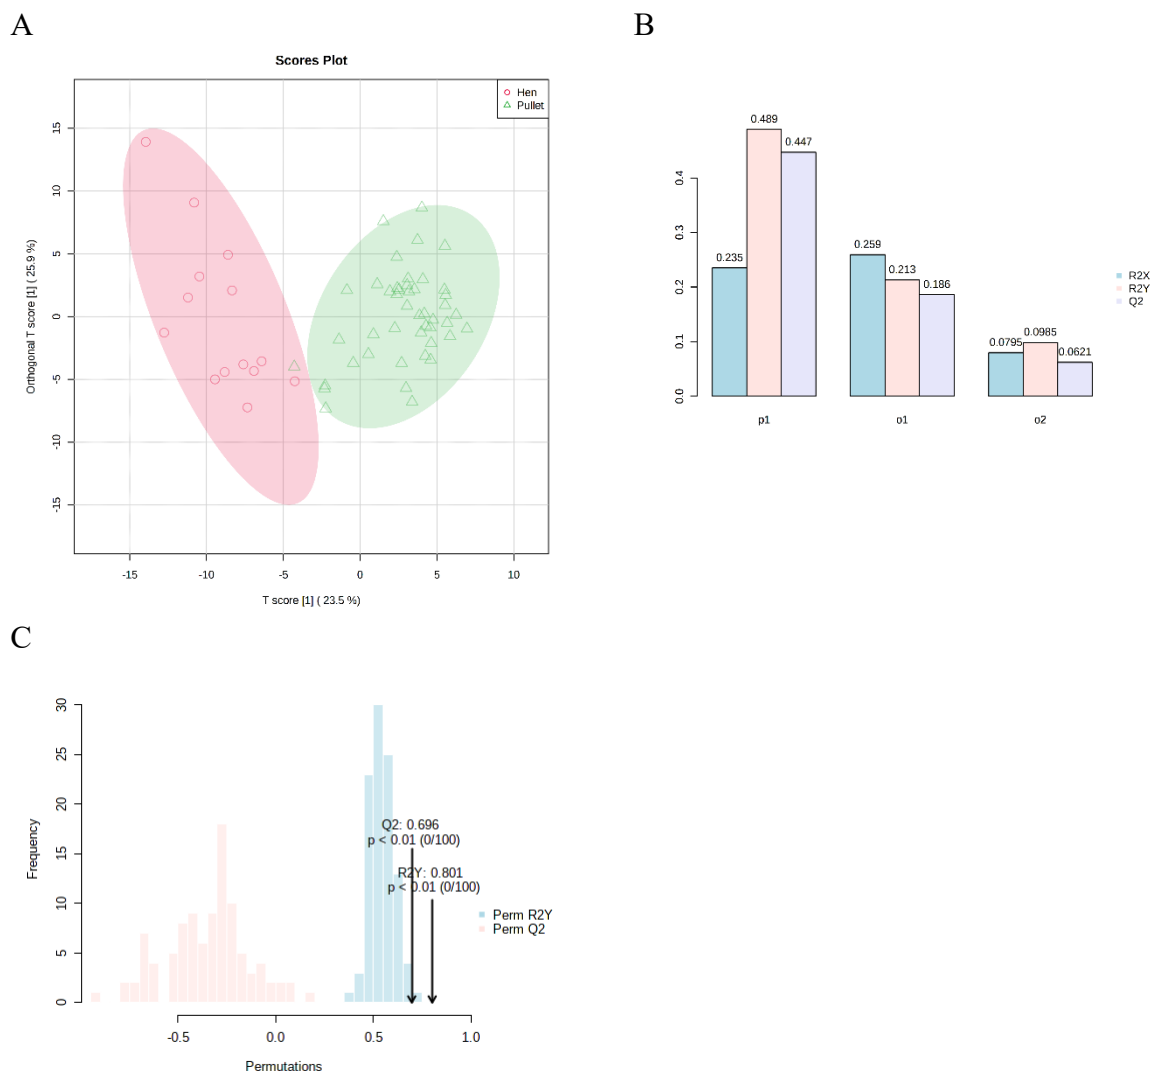 A
Scores Plot
Hen
Pullet
Orthogonal T score [1] ( 25.9 %)
15
10
5
0
-5
-10
-15
-15
-10
-5
0
5
10
T score [1] ( 23.5 %)
B
0.489
0.447
0.235
0.259
0.213
0.186
0.0795
0.0985
0.0621
0.4
0.3
0.2
0.1
0.0
p1
o1
o2
R2X
R2Y
Q2
C
Frequency
30
25
20
15
10
5
0
Q2: 0.696
p < 0.01 (0/100)
R2Y: 0.801
p < 0.01 (0/100)
Perm R2Y
Perm Q2
-0.5
0.0
0.5
1.0
Permutations